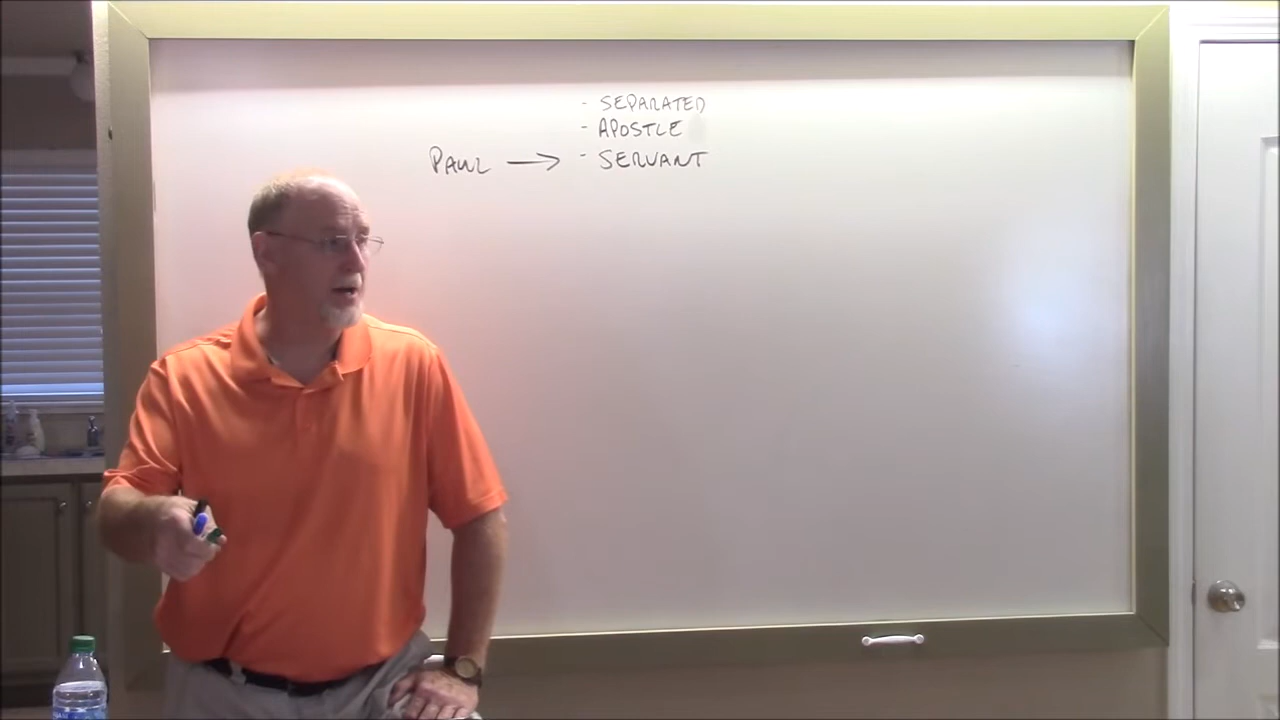 - SEPARATED
- APOSTLE
PAUL → - SERVANT